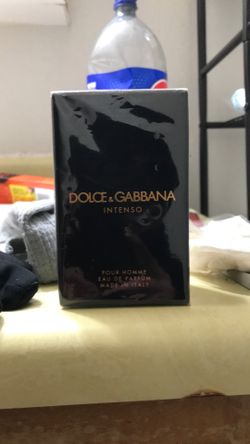 DOLCE & GABBANA
INTENSO
POUR HOMME
EAU DE PARFUM
MADE IN ITALY